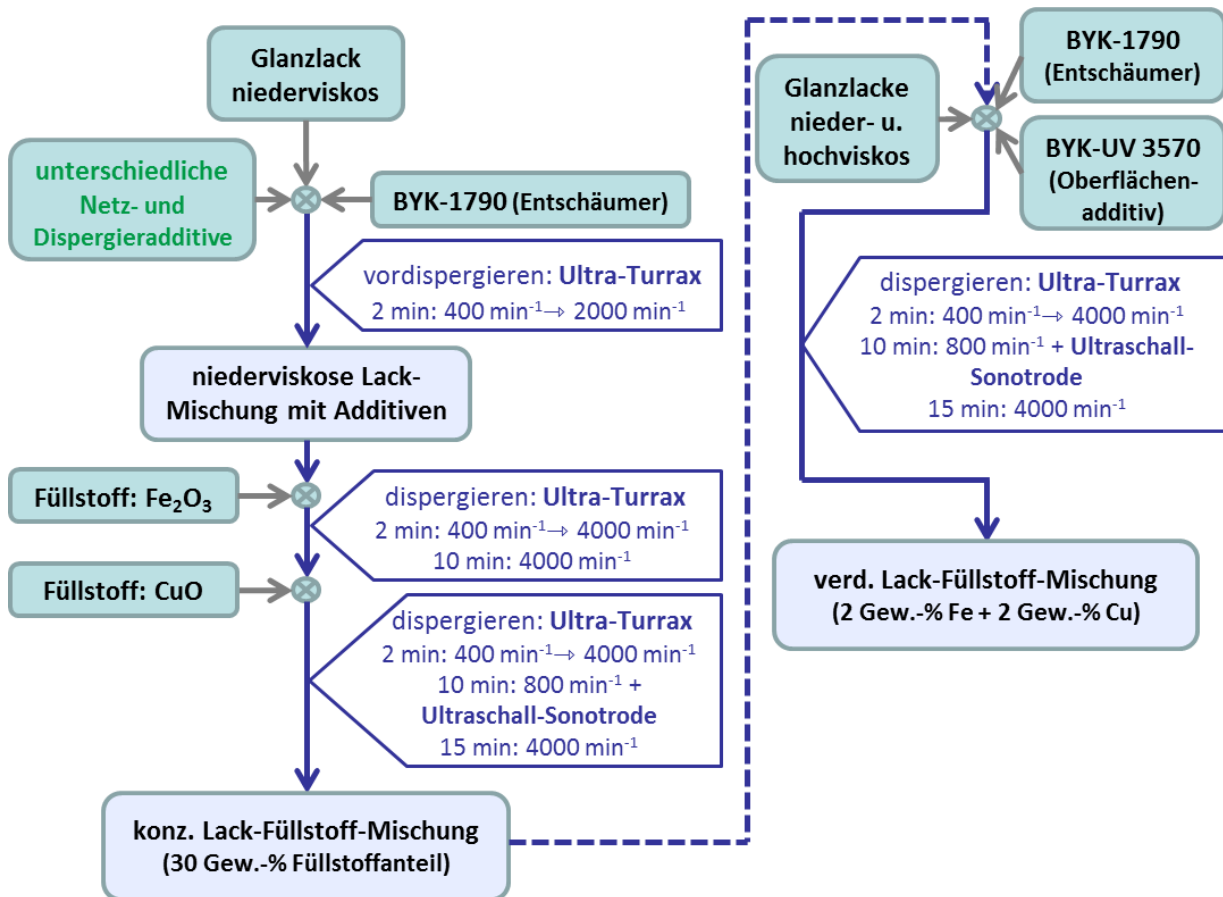 Glanzlack
niederviskos
unterschiedliche
Netz- und
Dispergieradditive
BYK-1790 (Entschäumer)
vordispergieren: Ultra-Turrax
2 min: 400 min⁻¹→ 2000 min⁻¹
niederviskose Lack-
Mischung mit Additiven
Füllstoff: Fe₂O₃
dispergieren: Ultra-Turrax
2 min: 400 min⁻¹→ 4000 min⁻¹
10 min: 4000 min⁻¹
Füllstoff: CuO
dispergieren: Ultra-Turrax
2 min: 400 min⁻¹→ 4000 min⁻¹
10 min: 800 min⁻¹ +
Ultraschall-Sonotrode
15 min: 4000 min⁻¹
konz. Lack-Füllstoff-Mischung
(30 Gew.-% Füllstoffanteil)
Glanzlacke
nieder- u.
hochviskos
BYK-1790
(Entschäumer)
BYK-UV 3570
(Oberflächen-
additiv)
dispergieren: Ultra-Turrax
2 min: 400 min⁻¹→ 4000 min⁻¹
10 min: 800 min⁻¹ + Ultraschall-
Sonotrode
15 min: 4000 min⁻¹
verd. Lack-Füllstoff-Mischung
(2 Gew.-% Fe + 2 Gew.-% Cu)